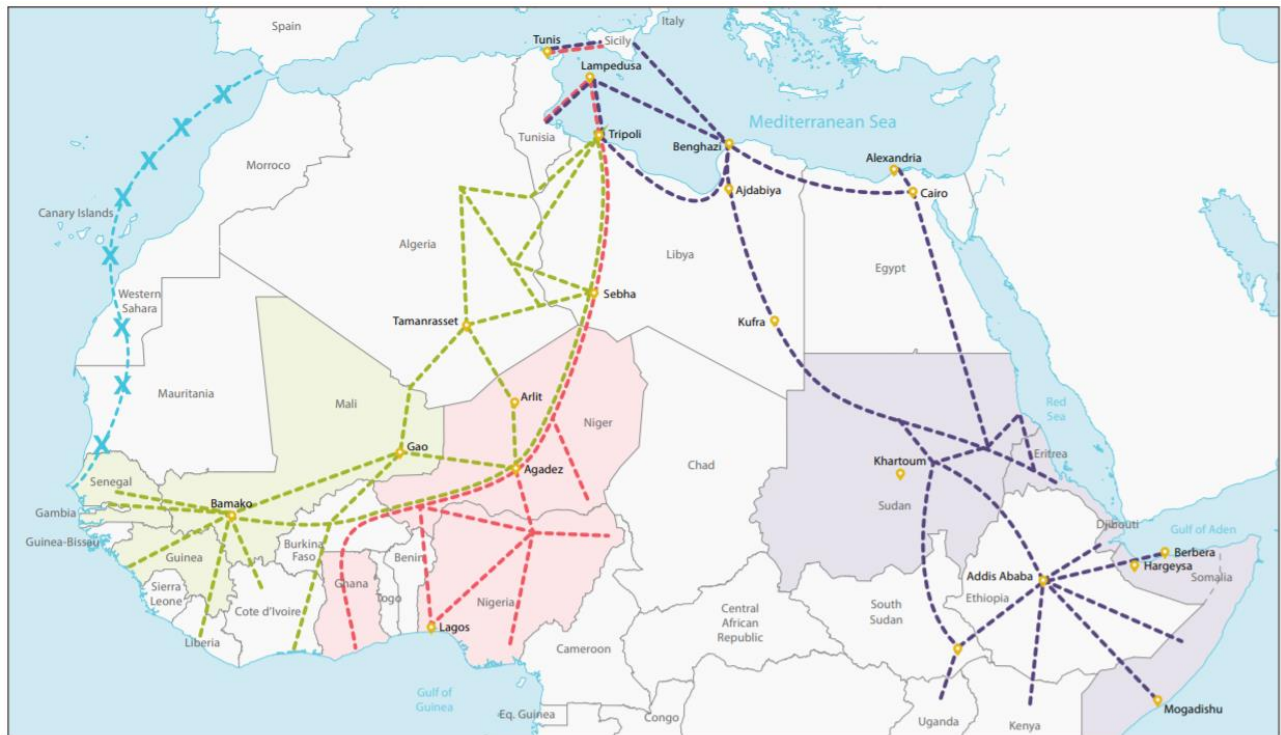 Spain
Italy
Tunis
Sicily
Lampedusa
Mediterranean Sea
Tripoli
Tunisia
Benghazi
Alexandria
Morroco
Ajdabiya
Cairo
Canary Islands
Algeria
Libya
Egypt
Western
Sahara
Sebha
Tamanrasset
Kufra
Mauritania
Mali
Arlit
Niger
Red
Sea
Gao
Chad
Khartoum
Eritrea
Senegal
Agadez
Sudan
Bamako
Gambia
Djibouti
Gulf of Aden
Guinea-Bisseu
Guinea
Burkina
Faso
Benin
Berbera
Hargeysa
Somalia
Ghana
Addis Ababa
Sierra
Leone
Togo
Nigeria
Ethiopia
Cote d'Ivoire
Central
African
Republic
South
Sudan
Lagos
Liberia
Cameroon
Gulf of
Guinea
Mogadishu
Eq. Guinea
Congo
Uganda
Kenya